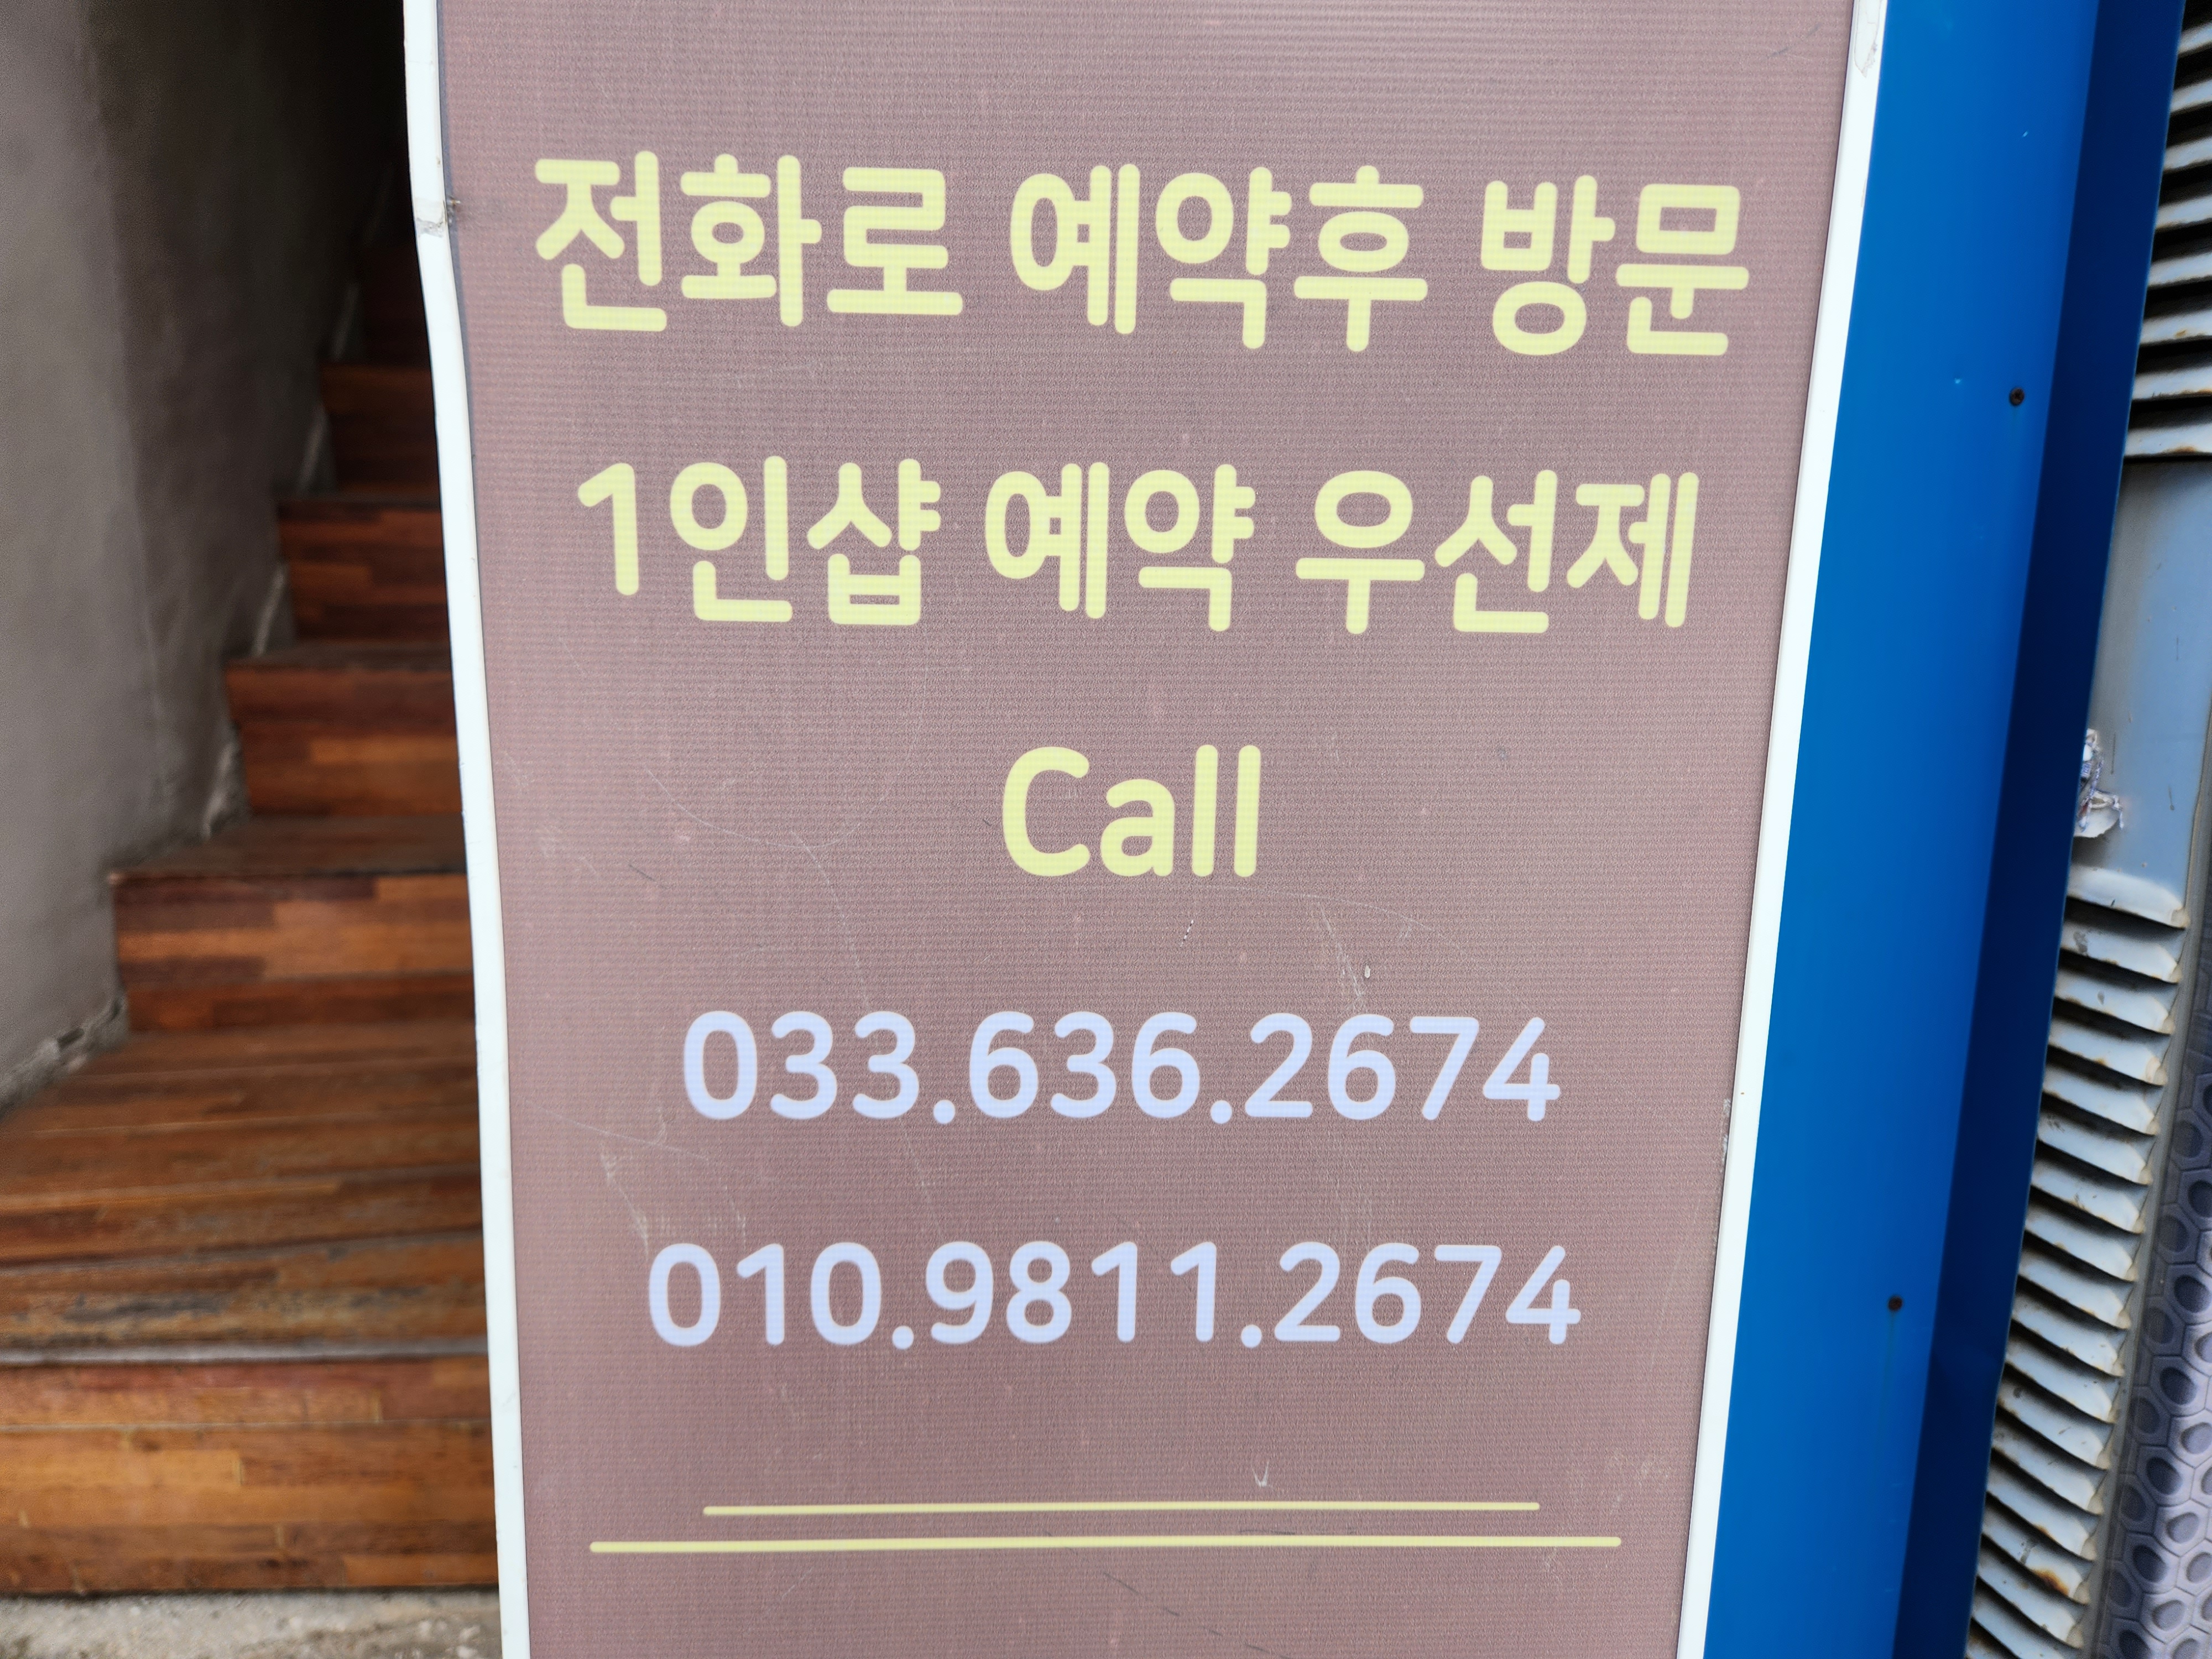 전화로 예약후 방문
1인샵 예약 우선제
Call
033.636.2674
010.9811.2674